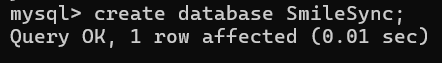 mysql> create database SmileSync;
Query OK, 1 row affected (0.01 sec)